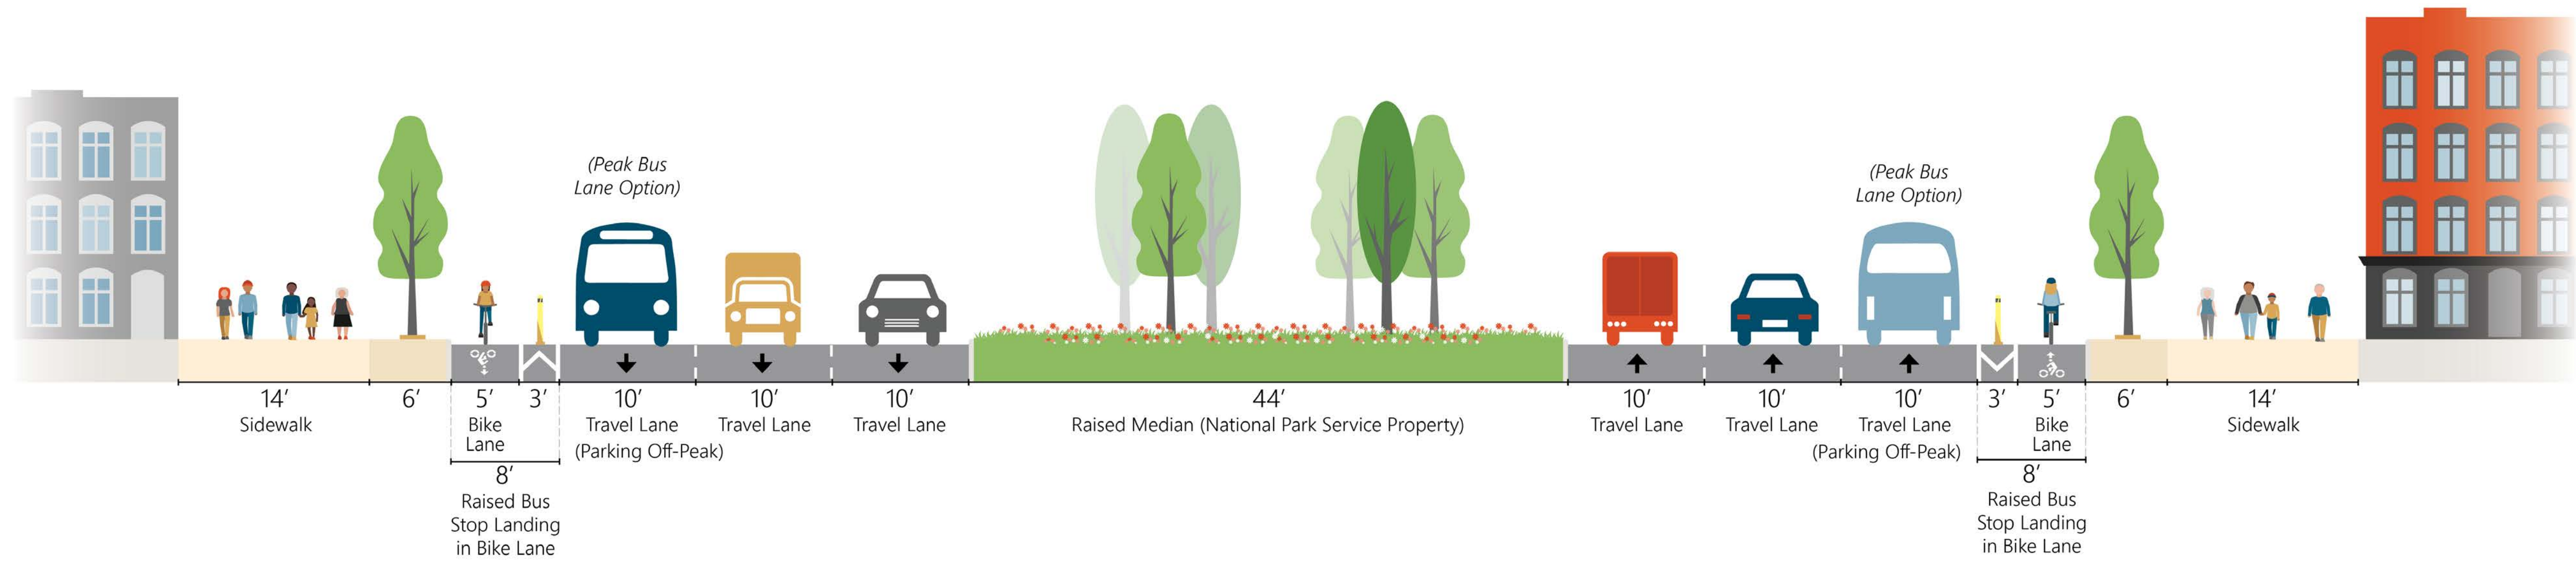 (Peak Bus
Lane Option)
(Peak Bus
Lane Option)
14’
Sidewalk
6’
5’
Bike
Lane
3’
8’
Raised Bus
Stop Landing
in Bike Lane
10’
Travel Lane
(Parking Off-Peak)
10’
Travel Lane
10’
Travel Lane
44’
Raised Median (National Park Service Property)
10’
Travel Lane
10’
Travel Lane
10’
Travel Lane
(Parking Off-Peak)
3’
5’
Bike
Lane
8’
Raised Bus
Stop Landing
in Bike Lane
6’
14’
Sidewalk